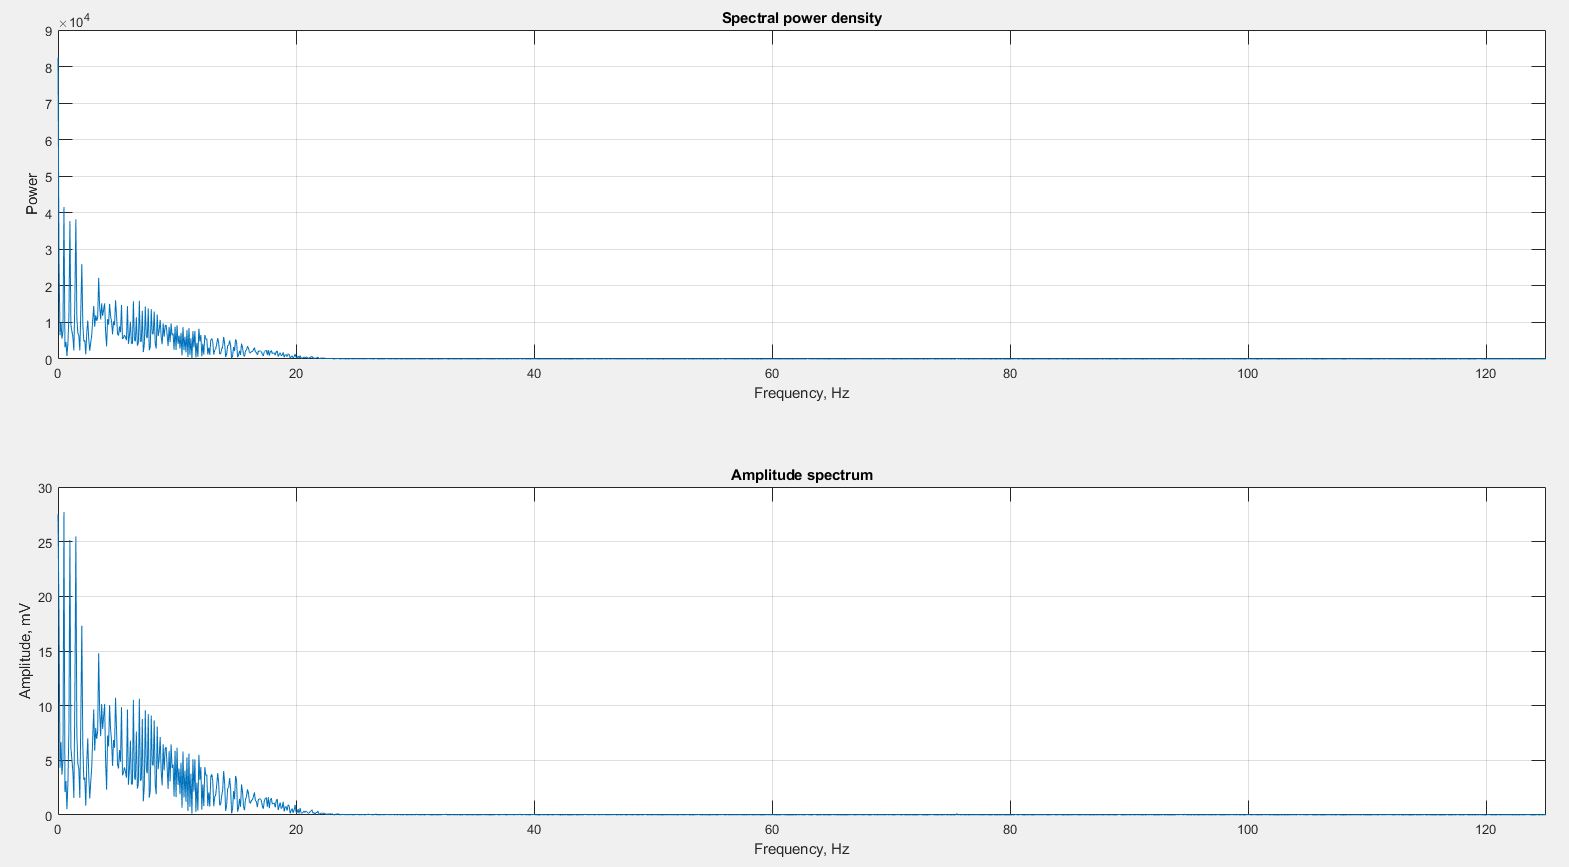 Spectral power density
×10⁴
9
8
7
6
5
4
3
2
1
0
Power
0 20 40 60 80 100 120
Frequency, Hz
Amplitude spectrum
30
25
20
15
10
5
0
Amplitude, mV
0 20 40 60 80 100 120
Frequency, Hz